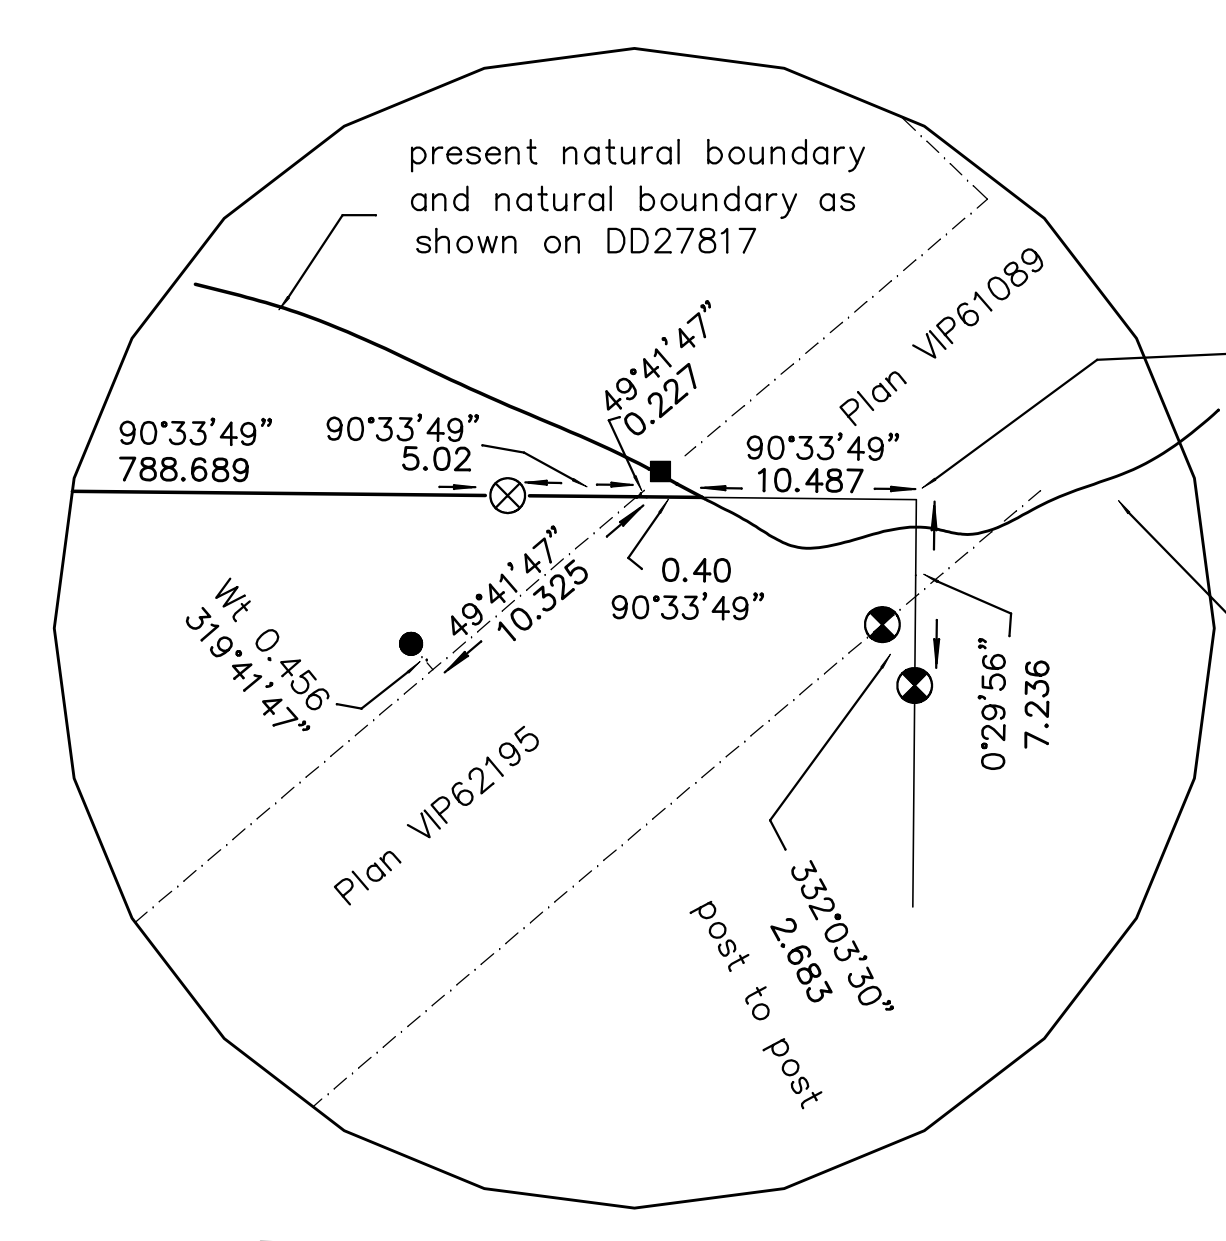 present natural boundary
and natural boundary as
shown on DD27817
Plan VIP61089
49°41'47"
0.227
90°33'49"
788.689
90°33'49"
5.02
90°33'49"
10.487
49°41'47"
10.325
0.40
90°33'49"
Wt 0.456
319°41'47"
0°29'56"
7.236
Plan VIP62195
332°03'30"
2.683
post to post